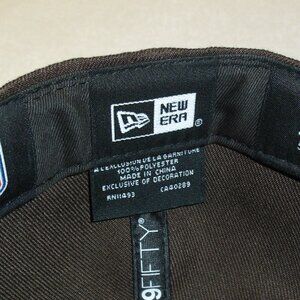 NEW
ERA®
A L'EXCLUSION DE LA GARNITURE
100% POLYESTER
MADE IN CHINA
EXCLUSIVE OF DECORATION
RN11493 CA40289
9FIFTY®